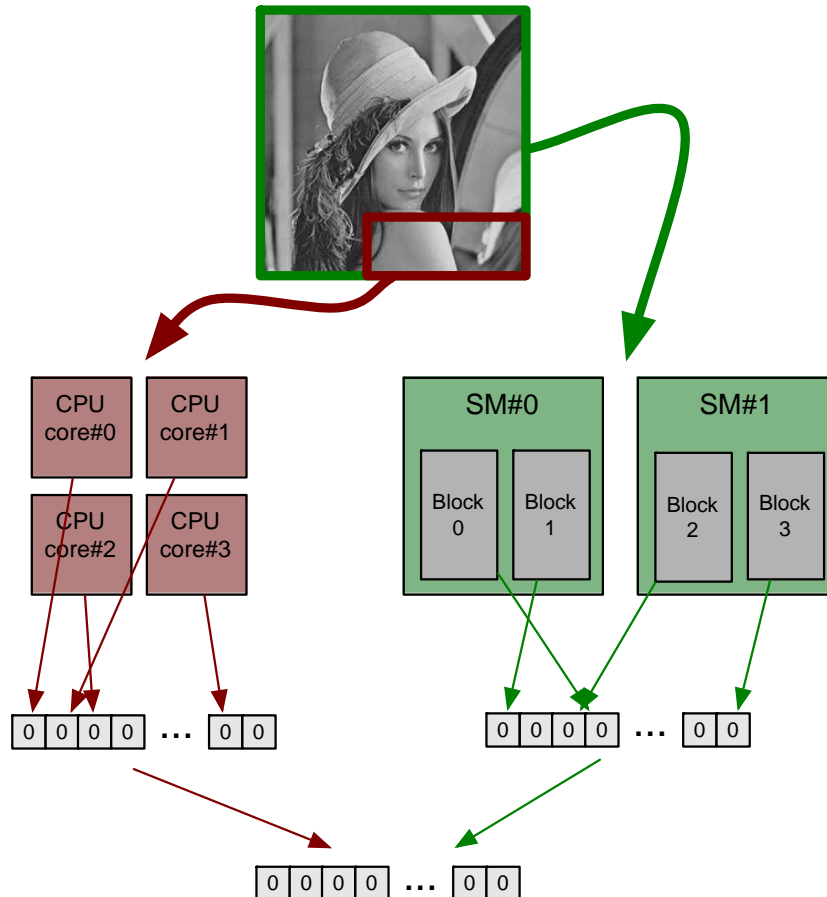 CPU
core#0
CPU
core#1
CPU
core#2
CPU
core#3
SM#0
SM#1
Block
0
Block
1
Block
2
Block
3
0 0 0 0 ... 0 0
0 0 0 0 ... 0 0
0 0 0 0 ... 0 0